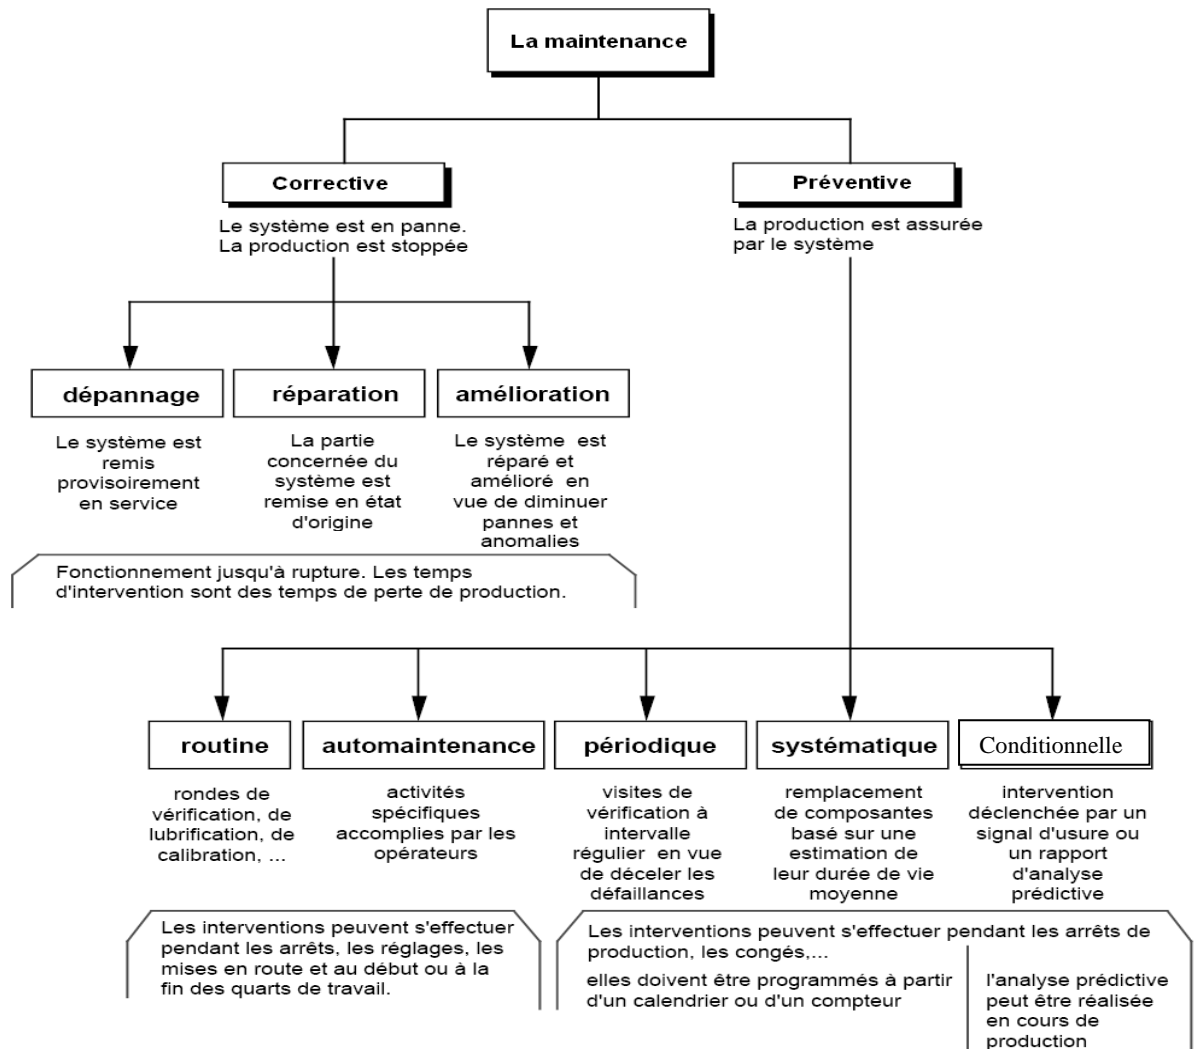 La maintenance
Corrective
Le système est en panne.
La production est stoppée
Préventive
La production est assurée
par le système
dépannage
Le système est
remis
provisoirement
en service
réparation
La partie
concernée du
système est
remise en état
d'origine
amélioration
Le système est
réparé et
amélioré en
vue de diminuer
pannes et
anomalies
Fonctionnement jusqu'à rupture. Les temps
d'intervention sont des temps de perte de production.
routine
rondes de
vérification, de
lubrification, de
calibration, ...
automaintenance
activités
spécifiques
accomplies par les
opérateurs
périodique
visites de
vérification à
intervalle
régulier en vue
de déceler les
défaillances
systématique
remplacement
de composantes
basé sur une
estimation de
leur durée de vie
moyenne
Conditionnelle
intervention
déclenchée par un
signal d'usure ou
un rapport
d'analyse
prédictive
Les interventions peuvent s'effectuer
pendant les arrêts, les réglages, les
mises en route et au début ou à la
fin des quarts de travail.
Les interventions peuvent s'effectuer pendant les arrêts de
production, les congés,...
elles doivent être programmés à partir
d'un calendrier ou d'un compteur
l'analyse prédictive
peut être réalisée
en cours de
production